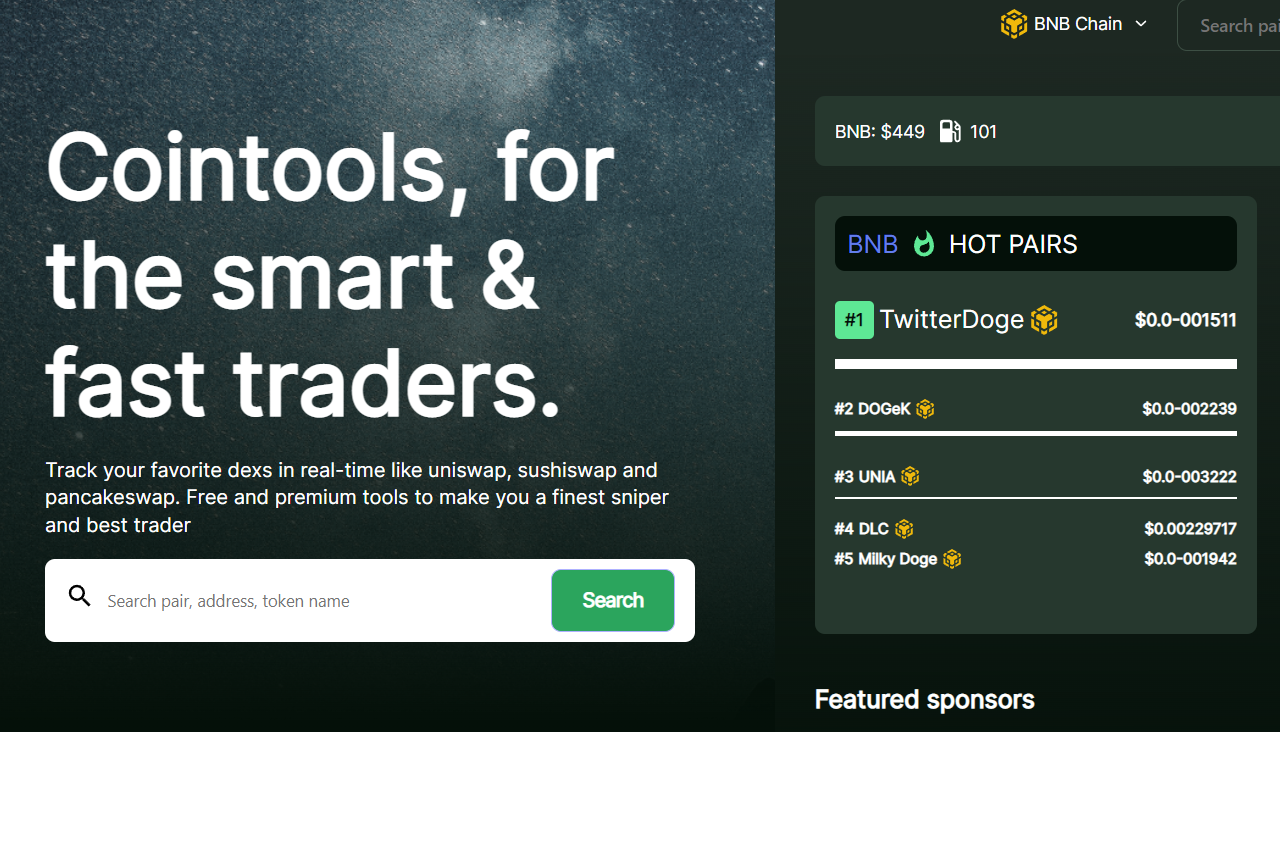 Cointools, for
the smart &
fast traders.
Track your favorite dexs in real-time like uniswap, sushiswap and
pancakeswap. Free and premium tools to make you a finest sniper
and best trader
Search pair, address, token name
Search
BNB Chain
Search pai
BNB: $449 101
BNB HOT PAIRS
#1 TwitterDoge $0.0-001511
#2 DOGeK $0.0-002239
#3 UNIA $0.0-003222
#4 DLC $0.00229717
#5 Milky Doge $0.0-001942
Featured sponsors